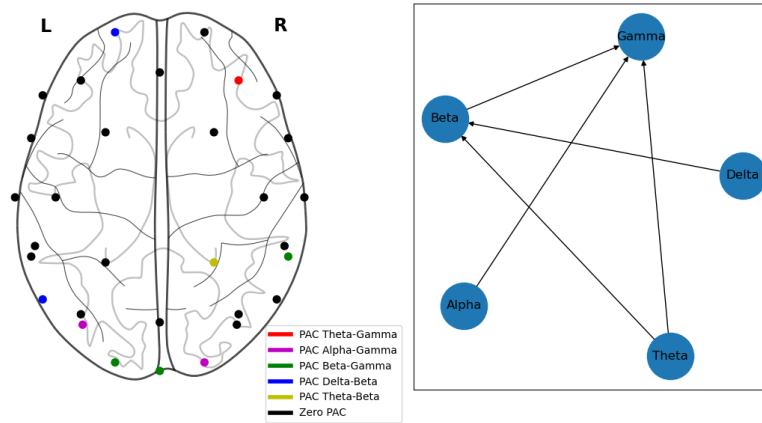 L
R
PAC Theta-Gamma
PAC Alpha-Gamma
PAC Beta-Gamma
PAC Delta-Beta
PAC Theta-Beta
Zero PAC
Gamma
Beta
Delta
Alpha
Theta